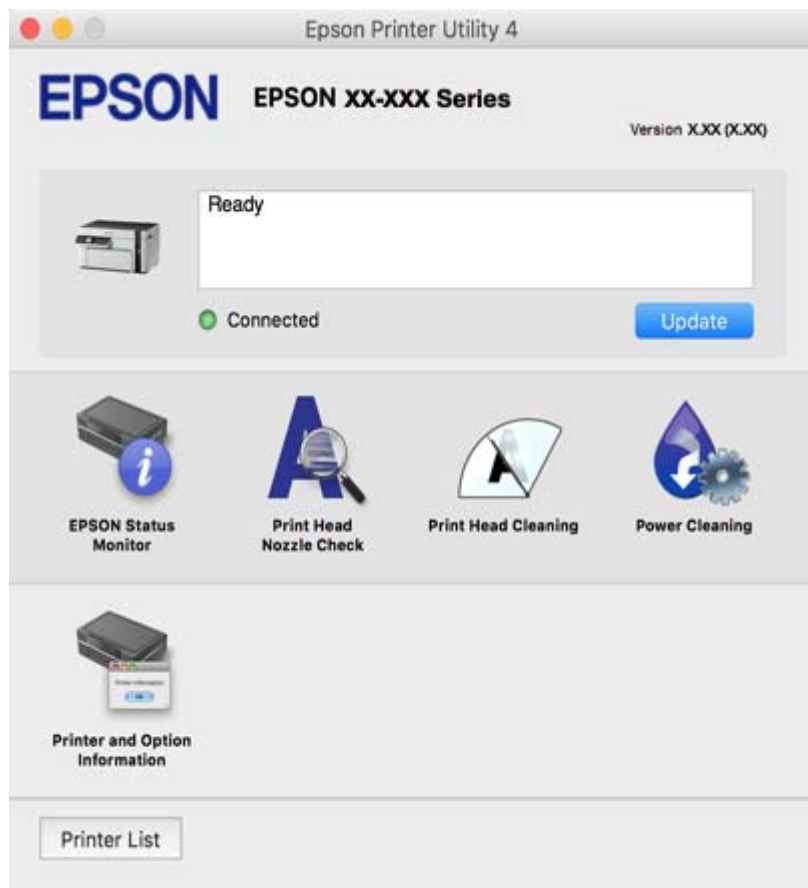 Epson Printer Utility 4
EPSON
EPSON XX-XXX Series
Version X.XX (X.XX)
Ready
Connected
Update
EPSON Status
Monitor
Print Head
Nozzle Check
Print Head Cleaning
Power Cleaning
Printer and Option
Information
Printer List